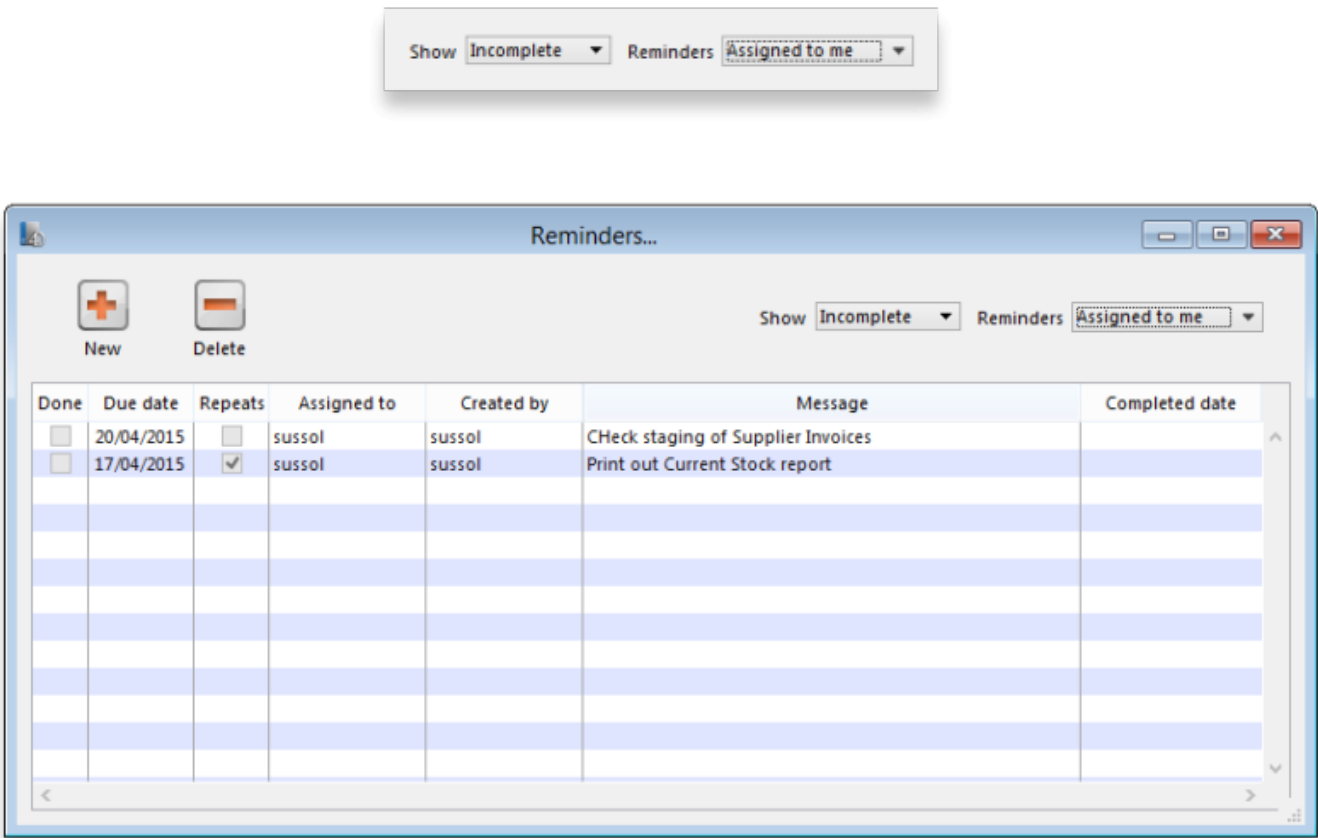 Show Incomplete Reminders Assigned to me
Reminders...
Show Incomplete Reminders Assigned to me
New Delete
Done Due date Repeats Assigned to Created by Message Completed date
20/04/2015 sussol sussol CHeck staging of Supplier Invoices
17/04/2015 sussol sussol Print out Current Stock report